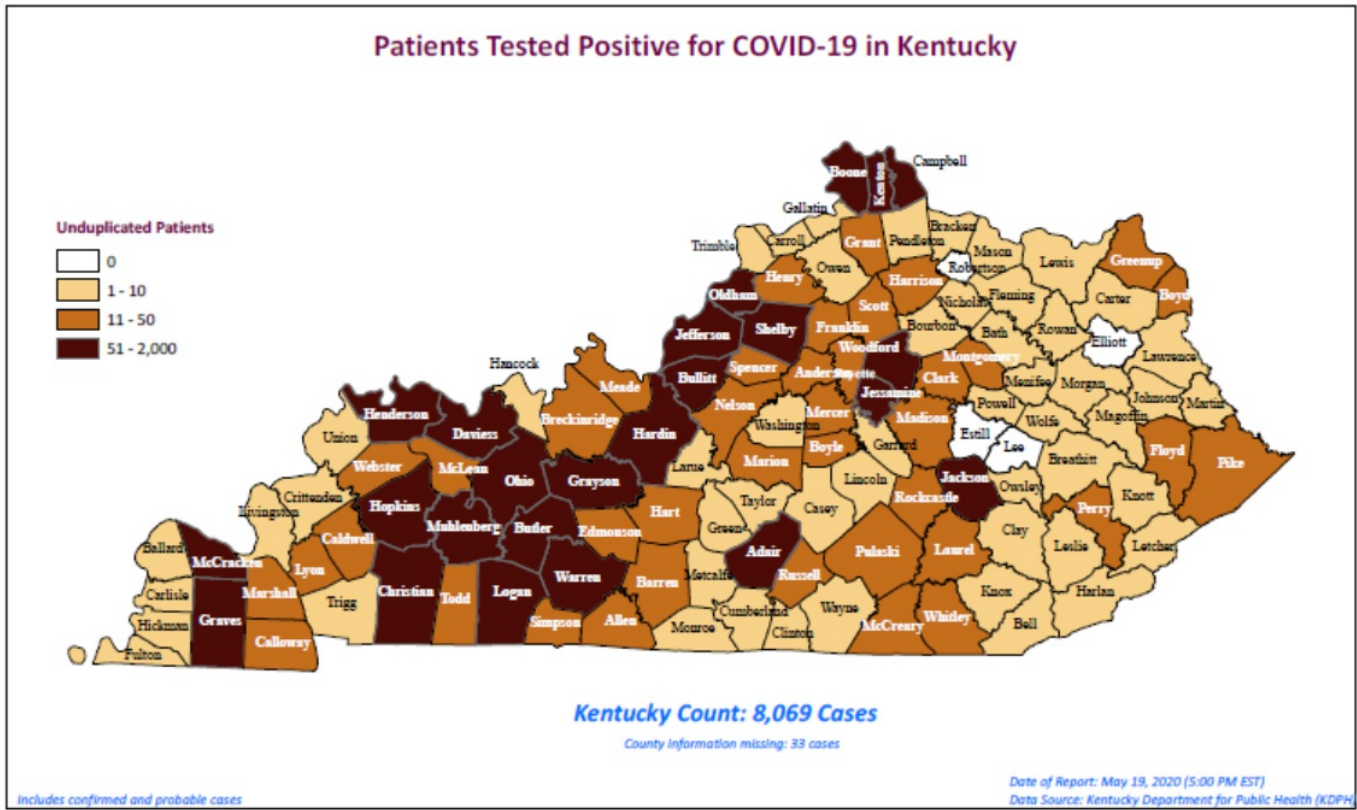 Patients Tested Positive for COVID-19 in Kentucky
Unduplicated Patients
0
1 - 10
11 - 50
51 - 2,000
Boone
Kenton
Campbell
Gallatin
Trimble
Carroll
Grant
Pendleton
Bracken
Mason
Robertson
Lewis
Greenup
Owen
Henry
Harrison
Oldham
Scott
Nicholas
Fleming
Carter
Boyd
Jefferson
Shelby
Franklin
Bourbon
Bath
Rowan
Elliott
Woodford
Montgomery
Lawrence
Hancock
Meade
Bullitt
Spencer
Anderson
Fayette
Clark
Menifee
Morgan
Jessamine
Powell
Johnson
Martin
Henderson
Breckinridge
Nelson
Mercer
Madison
Wolfe
Magoffin
Union
Daviess
Hardin
Washington
Boyle
Garrard
Estill
Lee
Floyd
Webster
McLean
Ohio
Grayson
Larue
Marion
Lincoln
Jackson
Owsley
Breathitt
Pike
Crittenden
Livingston
Hopkins
Muhlenberg
Butler
Edmonson
Hart
Taylor
Green
Casey
Rockcastle
Clay
Perry
Knott
Ballard
McCracken
Lyon
Caldwell
Adair
Pulaski
Laurel
Leslie
Letcher
Carlisle
Marshall
Trigg
Christian
Todd
Logan
Warren
Barren
Metcalfe
Russell
Knox
Harlan
Hickman
Graves
Calloway
Simpson
Allen
Monroe
Cumberland
Clinton
Wayne
McCreary
Whitley
Bell
Fulton
Kentucky Count: 8,069 Cases
County information missing: 33 cases
Includes confirmed and probable cases
Date of Report: May 19, 2020 (5:00 PM EST)
Data Source: Kentucky Department for Public Health (KDPH)